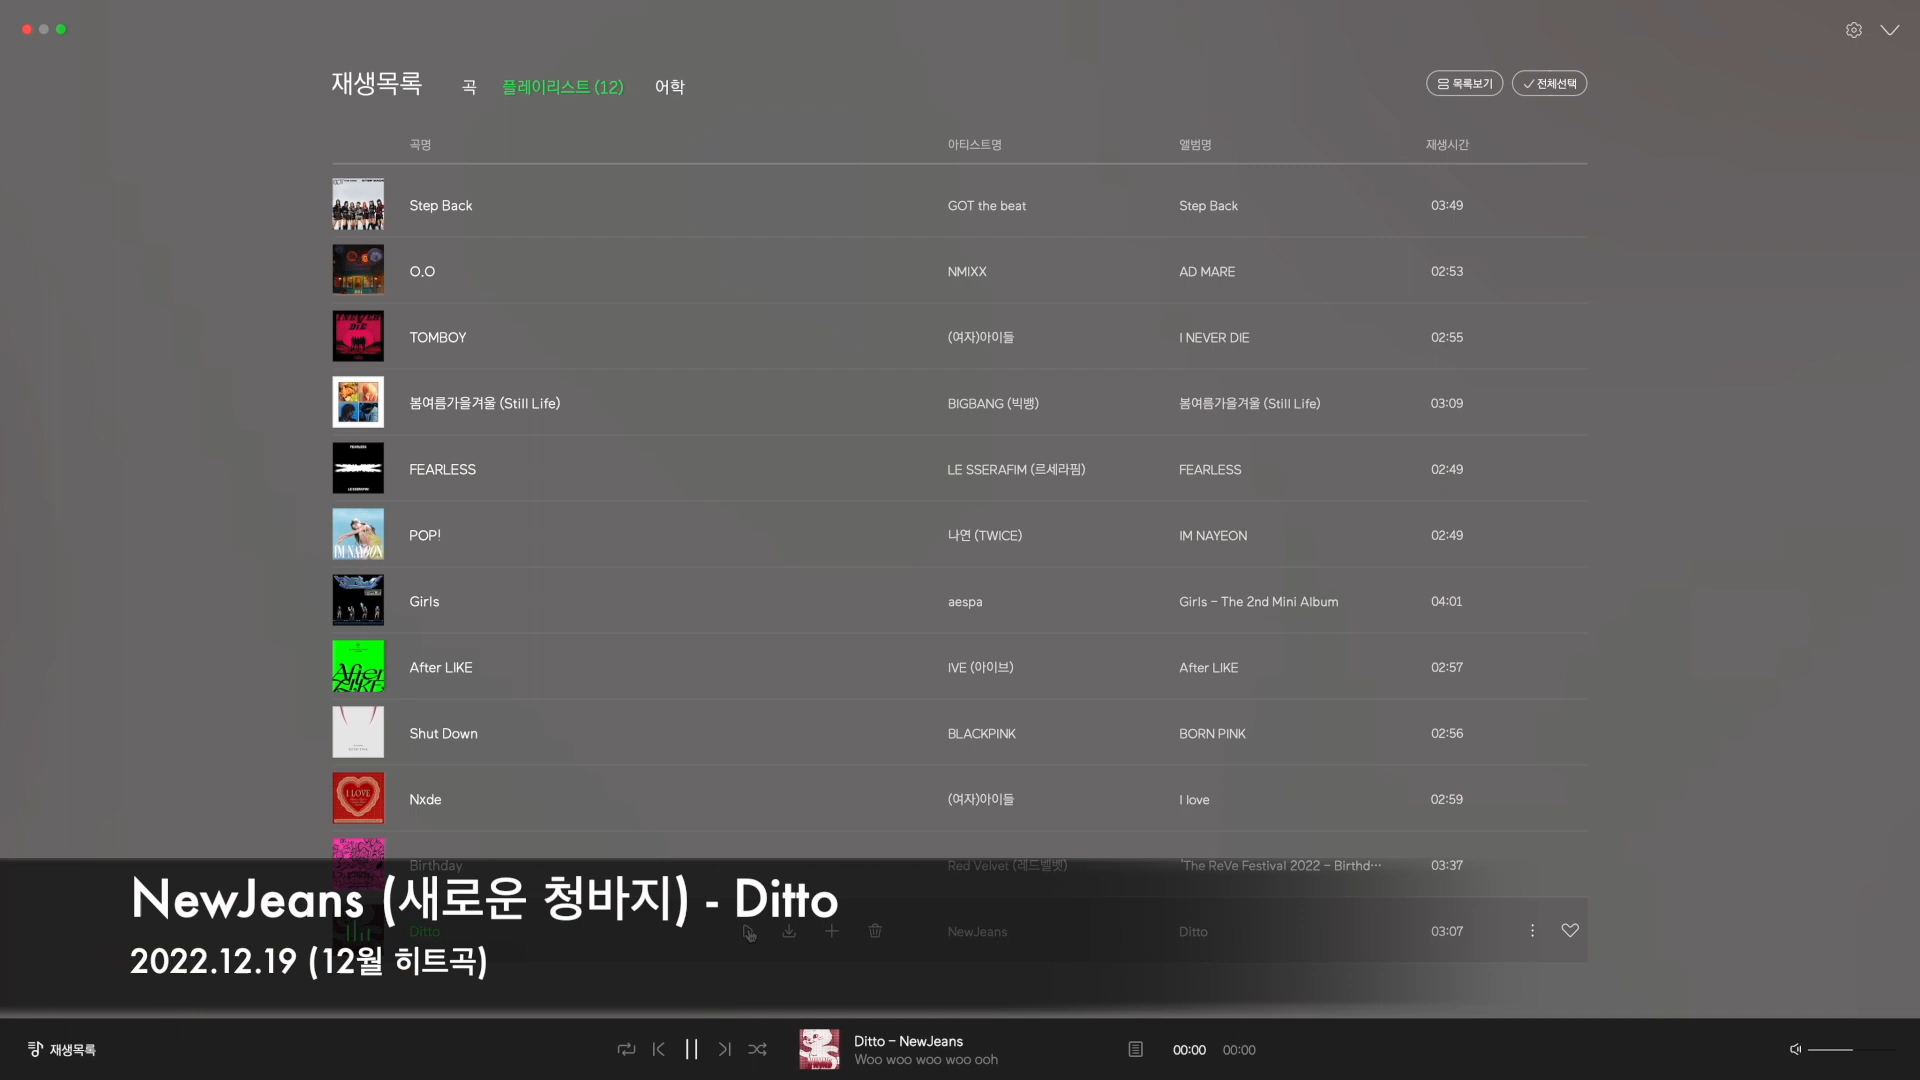 재생목록 곡 플레이리스트 (12) 어학 목록보기 전체선택
곡명 아티스트명 앨범명 재생시간
Step Back GOT the beat Step Back 03:49
O.O NMIXX AD MARE 02:53
TOMBOY (여자)아이들 I NEVER DIE 02:55
봄여름가을겨울 (Still Life) BIGBANG (빅뱅) 봄여름가을겨울 (Still Life) 03:09
FEARLESS LE SSERAFIM (르세라핌) FEARLESS 02:49
POP! 나연 (TWICE) IM NAYEON 02:49
IM NAYEON
Girls aespa Girls - The 2nd Mini Album 04:01
After LIKE IVE (아이브) After LIKE 02:57
After LIKE
Shut Down BLACKPINK BORN PINK 02:56
Nxde (여자)아이들 I love 02:59
I LOVE
Birthday Red Velvet (레드벨벳) 'The ReVe Festival 2022 - Birthd··· 03:37
NewJeans (새로운 청바지) - Ditto
Ditto NewJeans Ditto 03:07
2022.12.19 (12월 히트곡)
재생목록 Ditto - NewJeans 00:00 00:00
Woo woo woo woo ooh